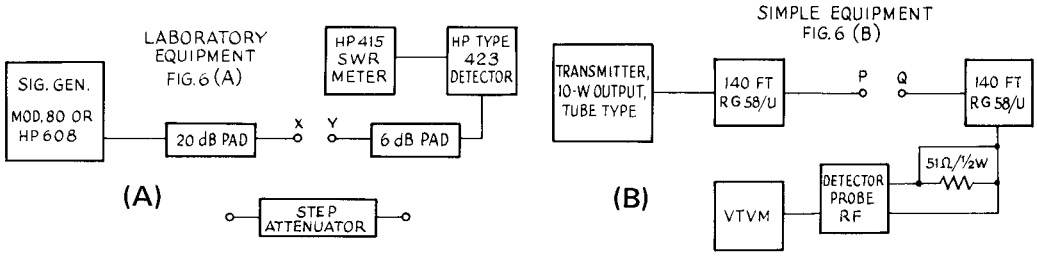 LABORATORY
EQUIPMENT
FIG.6 (A)
SIG. GEN.
MOD. 80 OR
HP 608
20 dB PAD
X
Y
6 dB PAD
HP 415
SWR
METER
HP TYPE
423
DETECTOR
(A)
STEP
ATTENUATOR
SIMPLE EQUIPMENT
FIG.6 (B)
TRANSMITTER,
10-W OUTPUT,
TUBE TYPE
140 FT
RG 58/U
P
Q
140 FT
RG 58/U
51Ω/½W
DETECTOR
PROBE
RF
VTVM
(B)